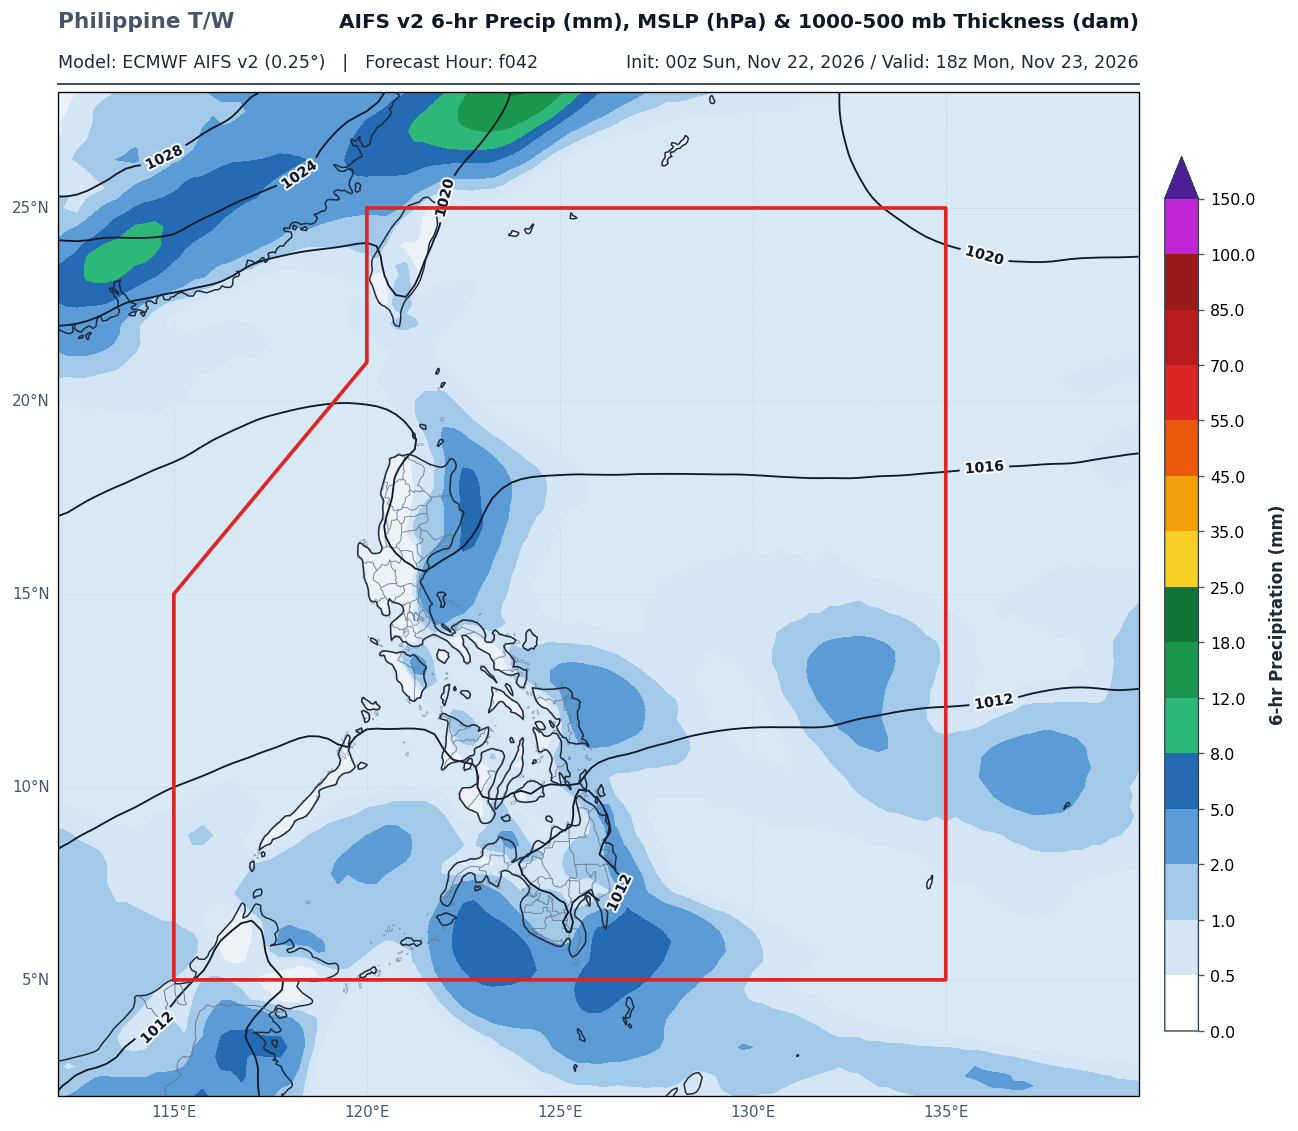 Philippine T/W
AIFS v2 6-hr Precip (mm), MSLP (hPa) & 1000-500 mb Thickness (dam)
Model: ECMWF AIFS v2 (0.25°) | Forecast Hour: f042
Init: 00z Sun, Nov 22, 2026 / Valid: 18z Mon, Nov 23, 2026
1028
1024
1020
1020
1016
1012
1012
1012
25°N
20°N
15°N
10°N
5°N
115°E
120°E
125°E
130°E
135°E
150.0
100.0
85.0
70.0
55.0
45.0
35.0
25.0
18.0
12.0
8.0
5.0
2.0
1.0
0.5
0.0
6-hr Precipitation (mm)